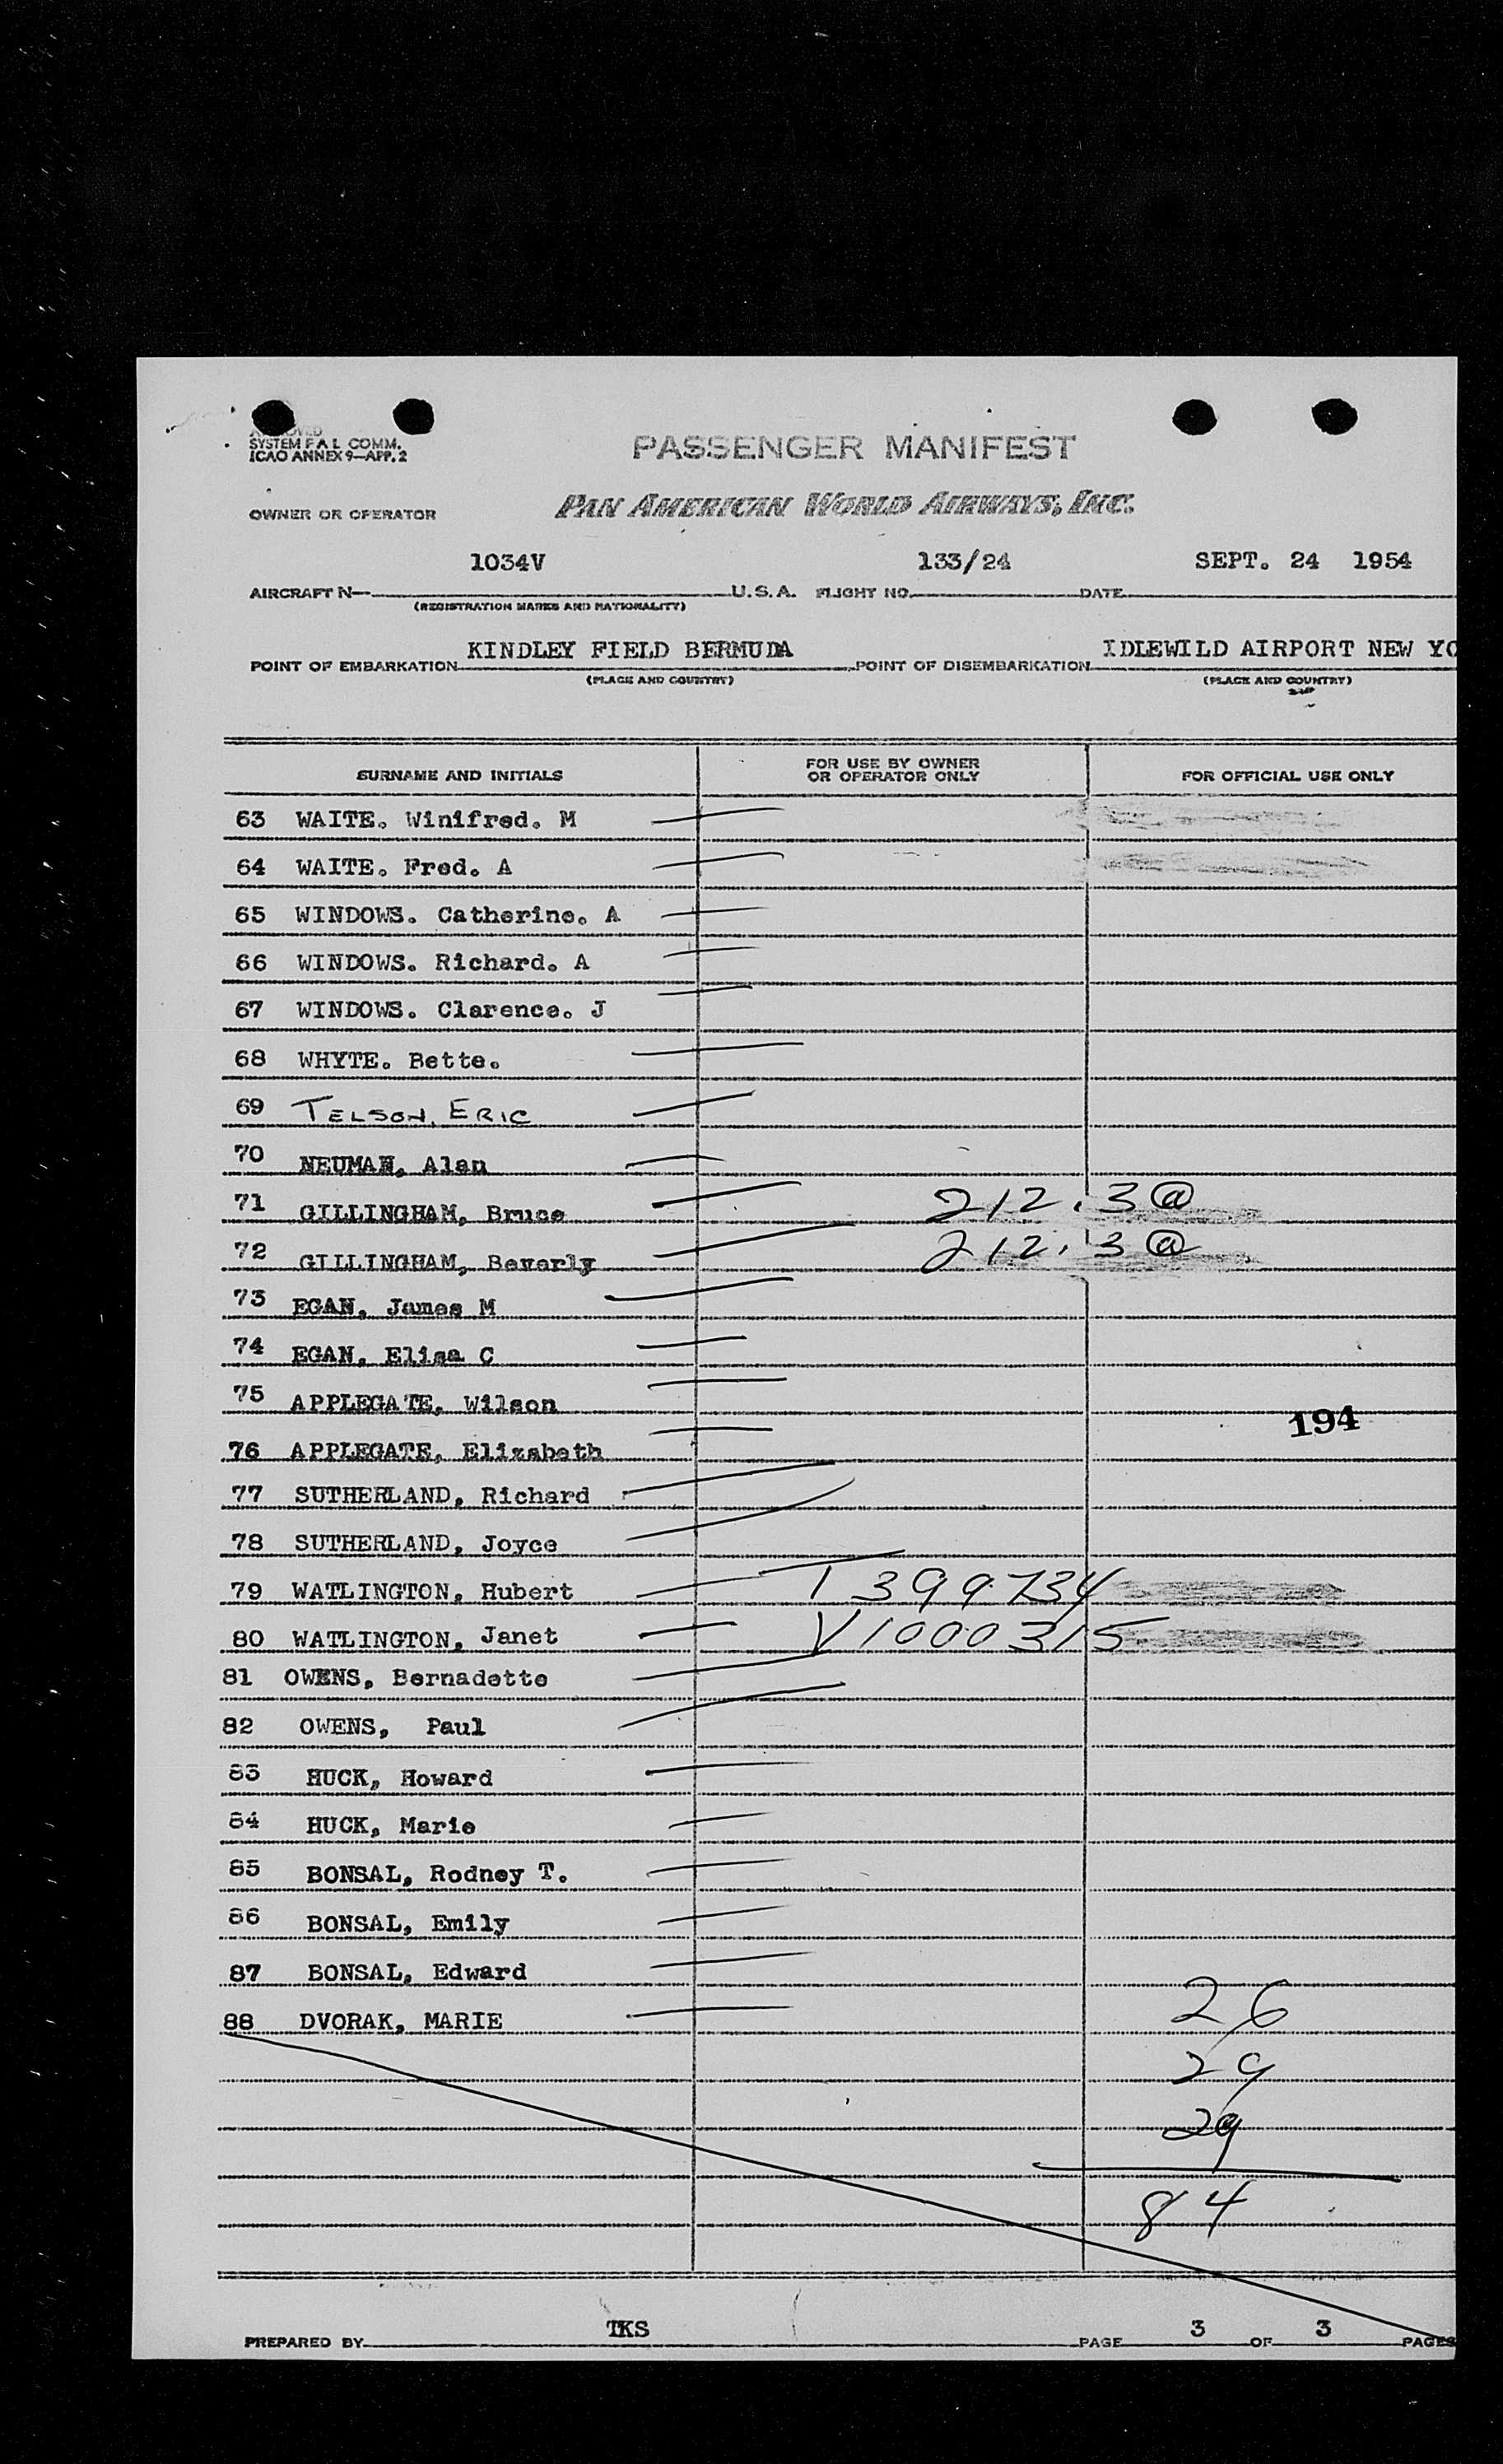 SYSTEM F A L COMM.
ICAO ANNEX 9—APP. 2
PASSENGER MANIFEST
OWNER OR OPERATOR PAN AMERICAN WORLD AIRWAYS, INC.
1034V 133/24 SEPT. 24 1954
AIRCRAFT N— U.S.A. FLIGHT NO. DATE
(REGISTRATION MARKS AND NATIONALITY)
KINDLEY FIELD BERMUDA IDLEWILD AIRPORT NEW YO
POINT OF EMBARKATION POINT OF DISEMBARKATION
(PLACE AND COUNTRY) (PLACE AND COUNTRY)
SURNAME AND INITIALS FOR USE BY OWNER OR OPERATOR ONLY FOR OFFICIAL USE ONLY
63 WAITE. Winifred. M
64 WAITE. Fred. A
65 WINDOWS. Catherine. A
66 WINDOWS. Richard. A
67 WINDOWS. Clarence. J
68 WHYTE. Bette.
69 TELSON, ERIC
70 NEUMAN, Alan
71 GILLINGHAM, Bruce 212.3@
72 GILLINGHAM, Beverly 212.3@
73 EGAN, James M
74 EGAN, Elisa C
75 APPLEGATE, Wilson
194
76 APPLEGATE, Elizabeth
77 SUTHERLAND, Richard
78 SUTHERLAND, Joyce
79 WATLINGTON, Hubert T 399734
80 WATLINGTON, Janet V1000315
81 OWENS, Bernadette
82 OWENS, Paul
83 HUCK, Howard
84 HUCK, Marie
85 BONSAL, Rodney T.
86 BONSAL, Emily
87 BONSAL, Edward
88 DVORAK, MARIE 26
29
29
84
TKS 3 3
PREPARED BY PAGE OF PAGES